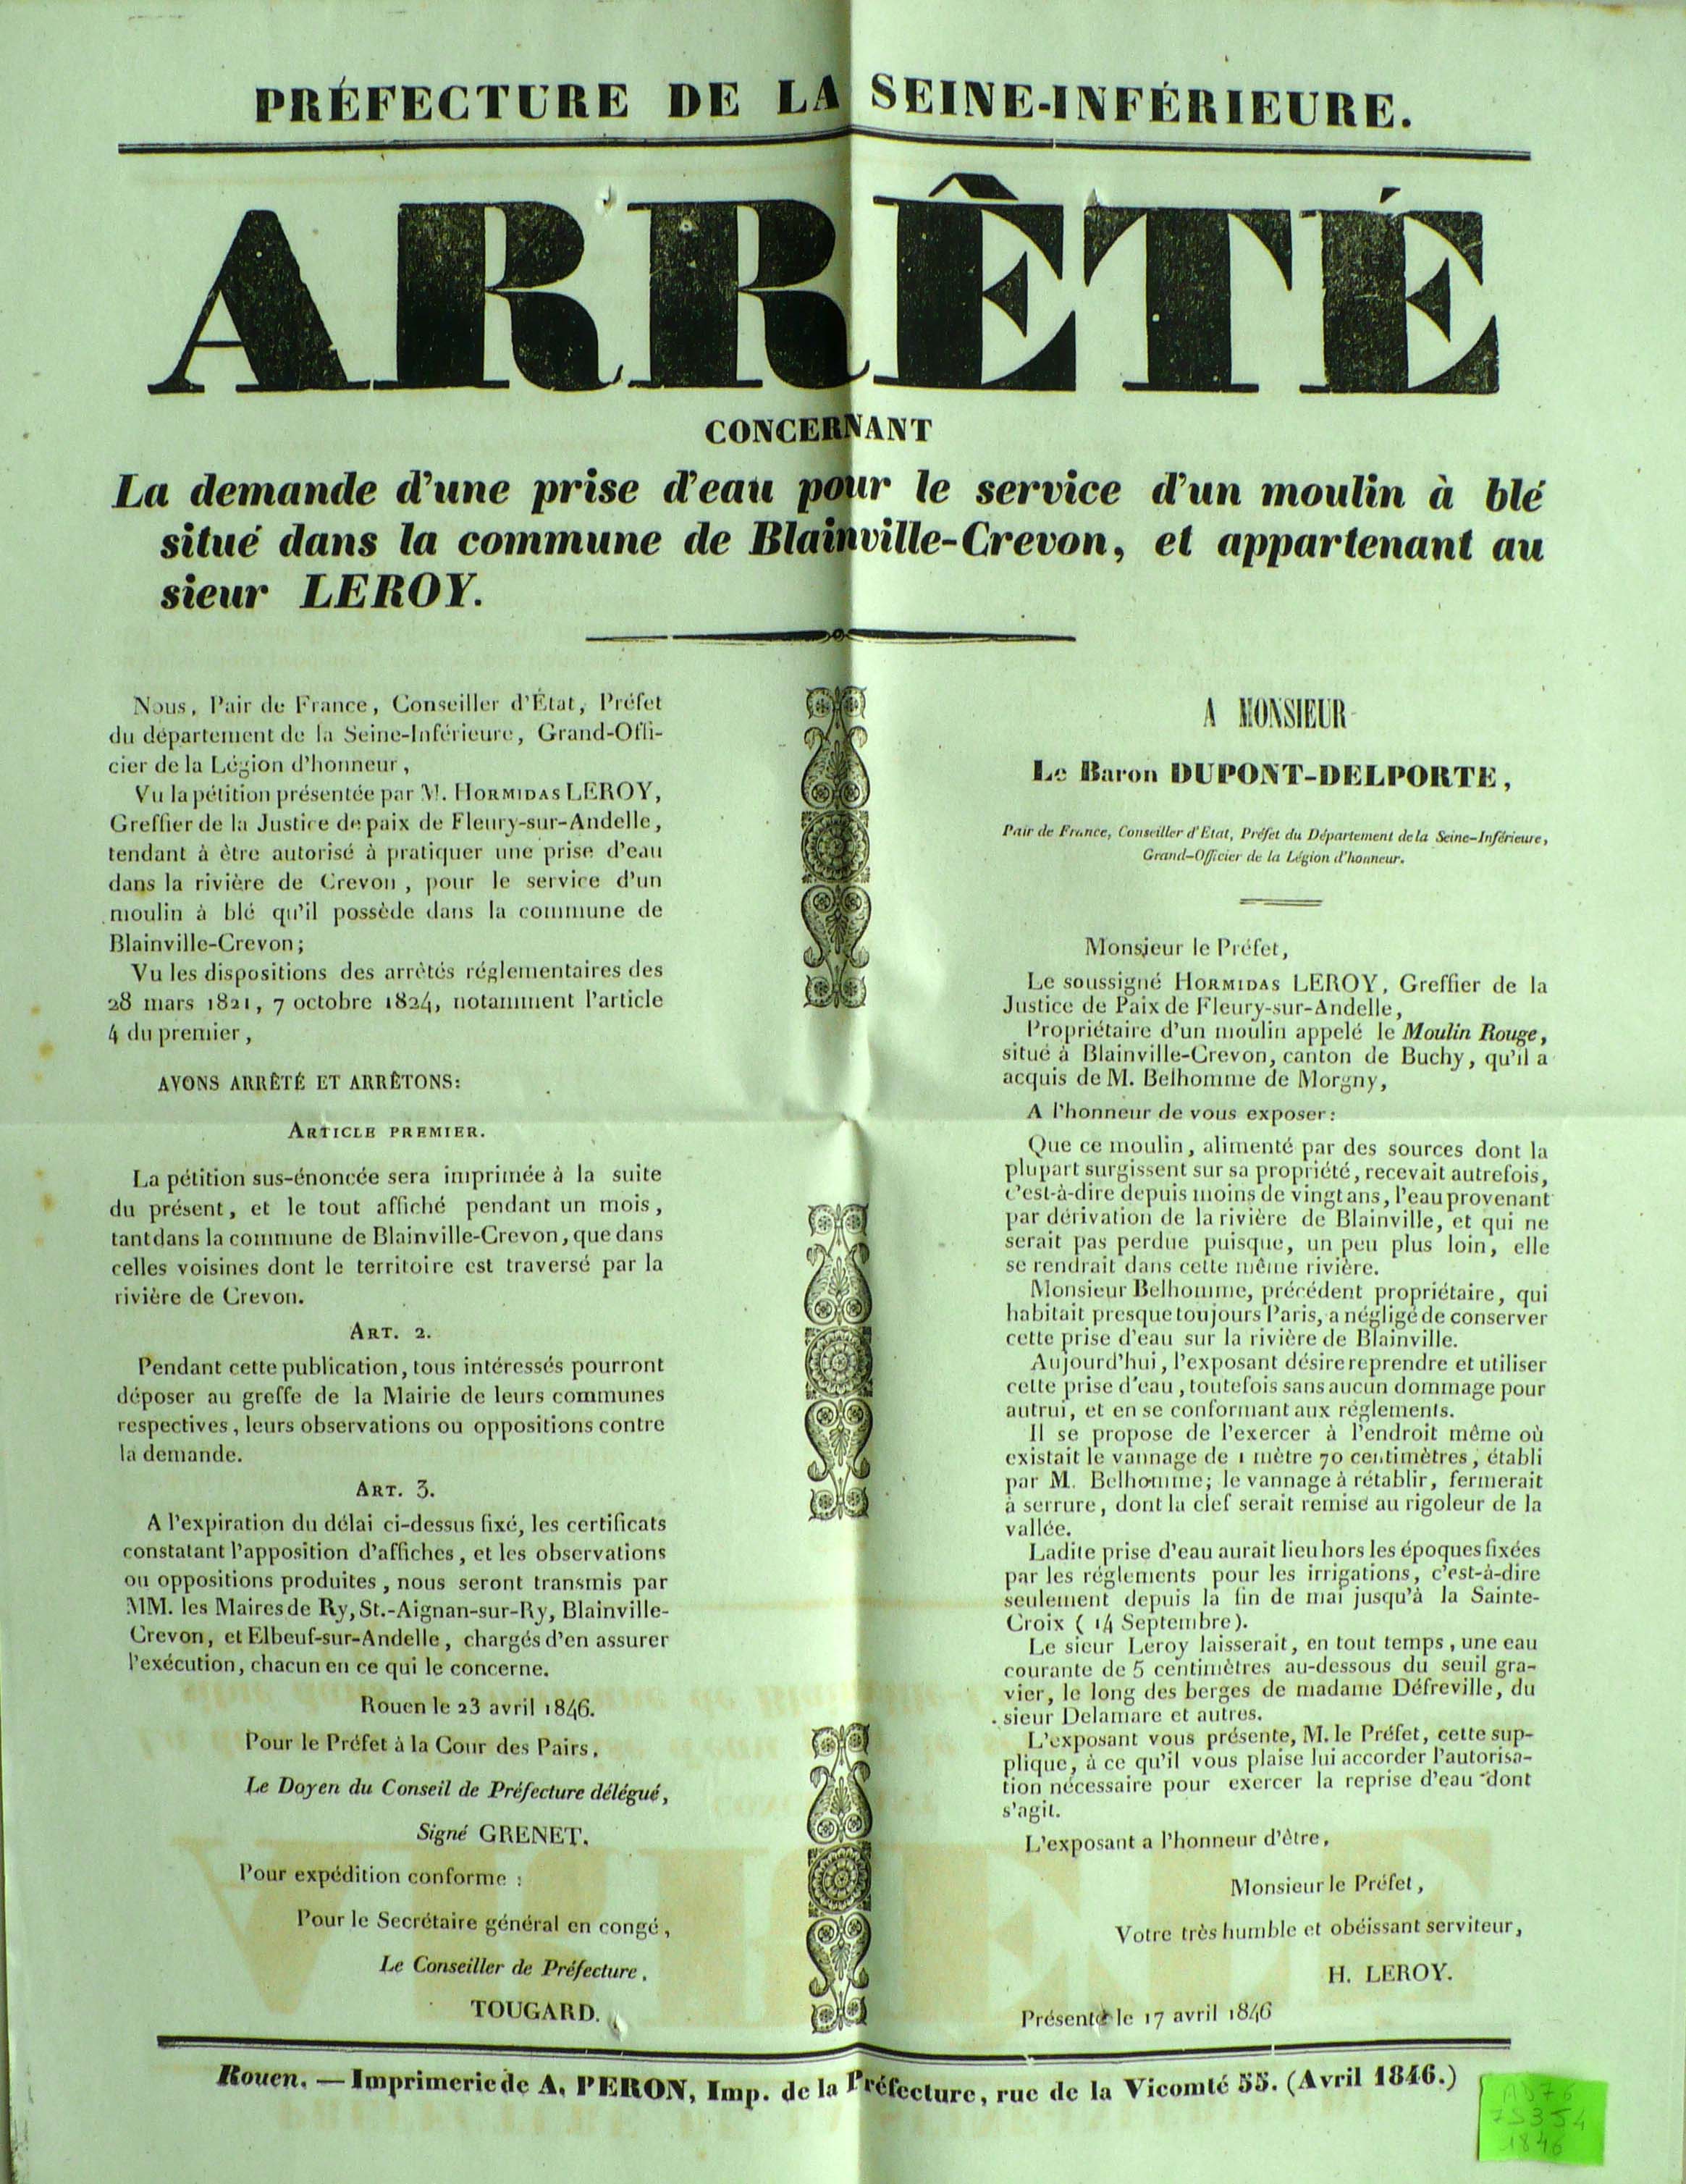 PRÉFECTURE DE LA SEINE-INFÉRIEURE.
ARRÊTÉ
CONCERNANT
La demande d'une prise d'eau pour le service d'un moulin à blé
situé dans la commune de Blainville-Crevon, et appartenant au
sieur LEROY.
Nous, Pair de France, Conseiller d'État, Préfet
du département de la Seine-Inférieure, Grand-Offi-
cier de la Légion d'honneur,
Vu la pétition présentée par M. HORMIDAS LEROY,
Greffier de la Justice de paix de Fleury-sur-Andelle,
tendant à être autorisé à pratiquer une prise d'eau
dans la rivière de Crevon, pour le service d'un
moulin à blé qu'il possède dans la commune de
Blainville-Crevon;
Vu les dispositions des arrêtés réglementaires des
28 mars 1821, 7 octobre 1824, notamment l'article
4 du premier,
AVONS ARRÊTÉ ET ARRÊTONS:
ARTICLE PREMIER.
La pétition sus-énoncée sera imprimée à la suite
du présent, et le tout affiché pendant un mois,
tant dans la commune de Blainville-Crevon, que dans
celles voisines dont le territoire est traversé par la
rivière de Crevon.
ART. 2.
Pendant cette publication, tous intéressés pourront
déposer au greffe de la Mairie de leurs communes
respectives, leurs observations ou oppositions contre
la demande.
ART. 3.
A l'expiration du délai ci-dessus fixé, les certificats
constatant l'apposition d'affiches, et les observations
ou oppositions produites, nous seront transmis par
MM. les Maires de Ry, St.-Aignan-sur-Ry, Blainville-
Crevon, et Elbeuf-sur-Andelle, chargés d'en assurer
l'exécution, chacun en ce qui le concerne.
Rouen le 23 avril 1846.
Pour le Préfet à la Cour des Pairs,
Le Doyen du Conseil de Préfecture délégué,
Signé GRENET.
Pour expédition conforme :
Pour le Secrétaire général en congé,
Le Conseiller de Préfecture,
TOUGARD.
A MONSIEUR
Le Baron DUPONT-DELPORTE,
Pair de France, Conseiller d'Etat, Préfet du Département de la Seine-Inférieure,
Grand-Officier de la Légion d'honneur.
Monsieur le Préfet,
Le soussigné HORMIDAS LEROY, Greffier de la
Justice de Paix de Fleury-sur-Andelle,
Propriétaire d'un moulin appelé le Moulin Rouge,
situé à Blainville-Crevon, canton de Buchy, qu'il a
acquis de M. Belhomme de Morgny,
A l'honneur de vous exposer:
Que ce moulin, alimenté par des sources dont la
plupart surgissent sur sa propriété, recevait autrefois,
c'est-à-dire depuis moins de vingt ans, l'eau provenant
par dérivation de la rivière de Blainville, et qui ne
serait pas perdue puisque, un peu plus loin, elle
se rendrait dans cette même rivière.
Monsieur Belhomme, précédent propriétaire, qui
habitait presque toujours Paris, a négligé de conserver
cette prise d'eau sur la rivière de Blainville.
Aujourd'hui, l'exposant désire reprendre et utiliser
cette prise d'eau, toutefois sans aucun dommage pour
autrui, et en se conformant aux réglements.
Il se propose de l'exercer à l'endroit même où
existait le vannage de 1 mètre 70 centimètres, établi
par M. Belhomme; le vannage à rétablir, fermerait
à serrure, dont la clef serait remise au rigoleur de la
vallée.
Ladite prise d'eau aurait lieu hors les époques fixées
par les réglements pour les irrigations, c'est-à-dire
seulement depuis la fin de mai jusqu'à la Sainte-
Croix ( 14 Septembre).
Le sieur Leroy laisserait, en tout temps, une eau
courante de 5 centimètres au-dessous du seuil gra-
vier, le long des berges de madame Défreville, du
sieur Delamare et autres.
L'exposant vous présente, M. le Préfet, cette sup-
plique, à ce qu'il vous plaise lui accorder l'autorisa-
tion nécessaire pour exercer la reprise d'eau dont
s'agit.
L'exposant a l'honneur d'être,
Monsieur le Préfet,
Votre très humble et obéissant serviteur,
H. LEROY.
Présenté le 17 avril 1846
Rouen. — Imprimerie de A. PERON, Imp. de la Préfecture, rue de la Vicomté 55. (Avril 1846.)
AD76
7S354
1846